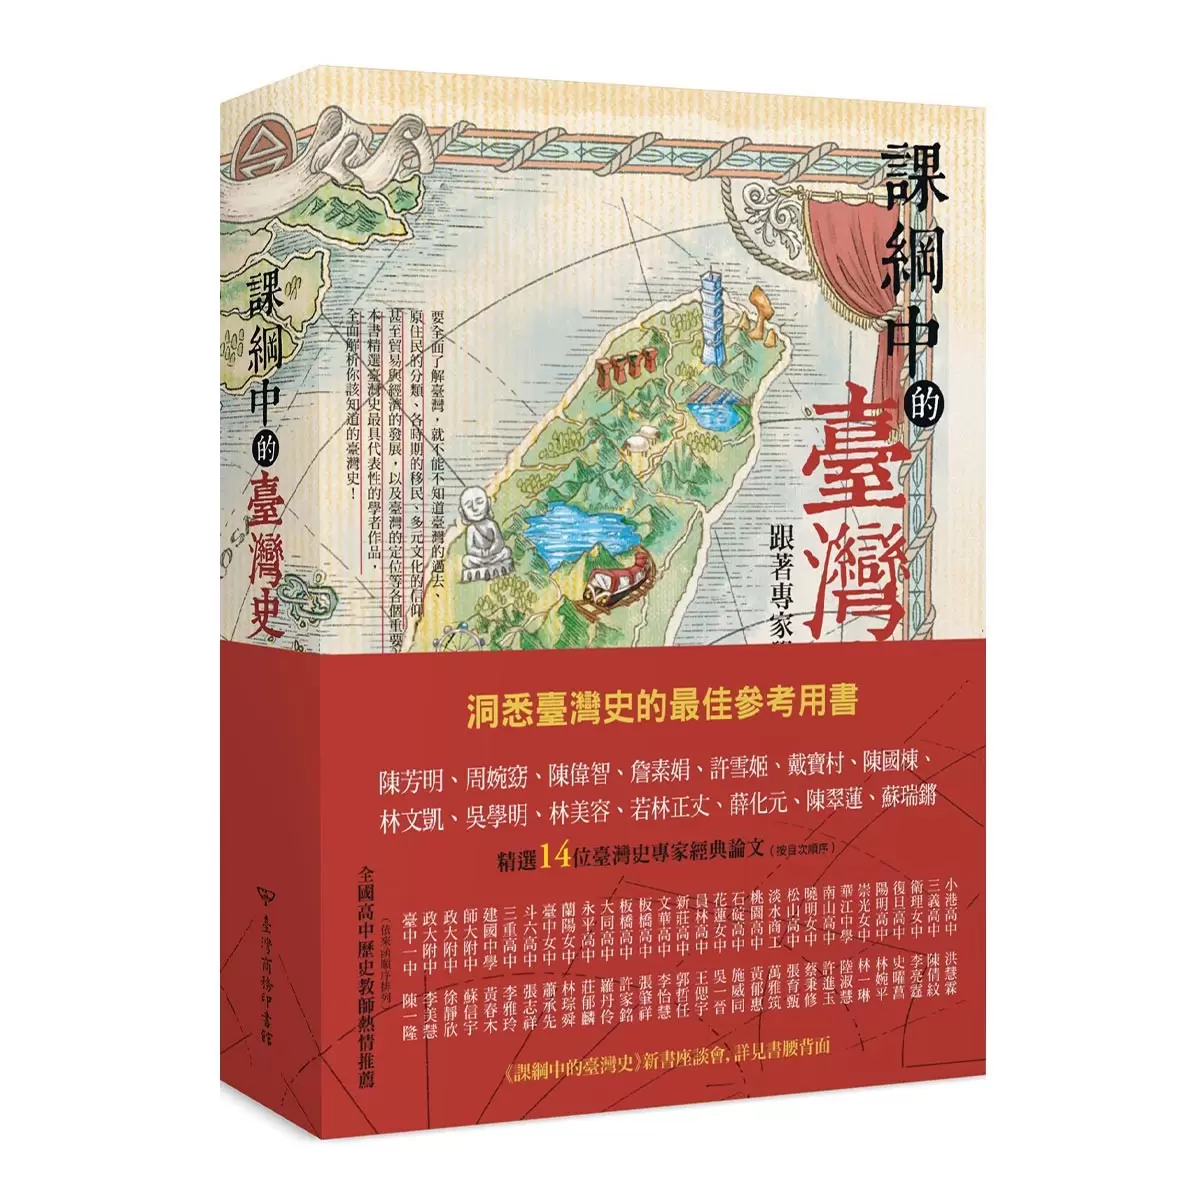 課綱中的臺灣史
臺灣商務印書館
課綱中的臺灣
跟著專家
要全面了解臺灣,就不能不知道臺灣的過去、
原住民的分類、各時期的移民、多元文化的信仰,
甚至貿易與經濟的發展,以及臺灣的定位等各個重要
本書精選臺灣史最具代表性的學者作品,
全面解析你該知道的臺灣史!
洞悉臺灣史的最佳參考用書
陳芳明、周婉窈、陳偉智、詹素娟、許雪姬、戴寶村、陳國棟、
林文凱、吳學明、林美容、若林正丈、薛化元、陳翠蓮、蘇瑞鏘
精選14位臺灣史專家經典論文(按目次順序)
小港高中 洪慧霖
三義高中 陳倩紋
衛理女中 李亮霆
復旦高中 史曜菖
陽明高中 林婉平
崇光女中 林一琳
華江中學 陸淑慧
南山高中 許進玉
曉明女中 蔡秉修
松山高中 張育甄
淡水商工 萬雅筑
桃園高中 黃郁惠
石碇高中 施威同
花蓮女中 吳一晉
員林高中 王偲宇
新莊高中 郭哲任
文華高中 李怡慧
板橋高中 張肇祥
板橋高中 許家銘
大同高中 羅丹伶
永平高中 莊郁麟
蘭陽女中 林琮舜
臺中女中 蕭承先
斗六高中 張志祥
三重高中 李雅玲
建國中學 黃春木
師大附中 蘇信宇
政大附中 徐靜欣
政大附中 李美慧
臺中一中 陳一隆
(依來函順序排列)
全國高中歷史教師熱情推薦
《課綱中的臺灣史》新書座談會,詳見書腰背面